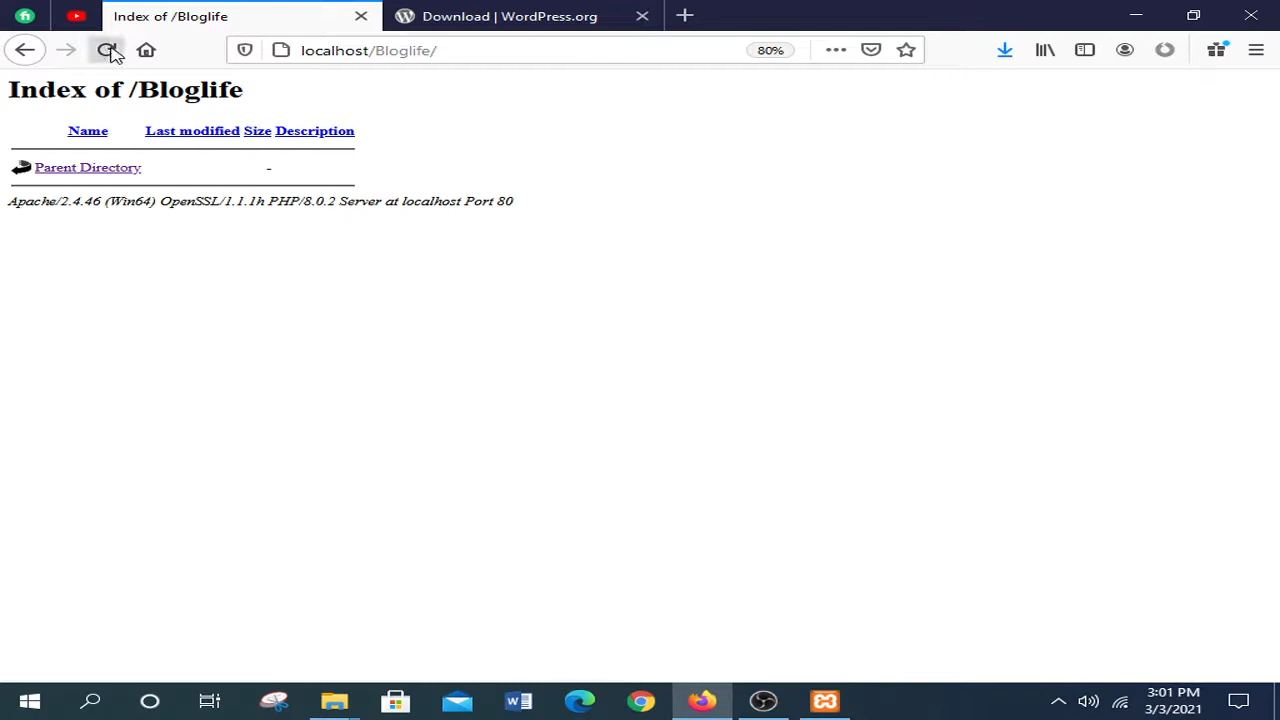 Index of /Bloglife
Download | WordPress.org
localhost/Bloglife/
80%
Index of /Bloglife
Name Last modified Size Description
Parent Directory -
Apache/2.4.46 (Win64) OpenSSL/1.1.1h PHP/8.0.2 Server at localhost Port 80
3:01 PM
3/3/2021